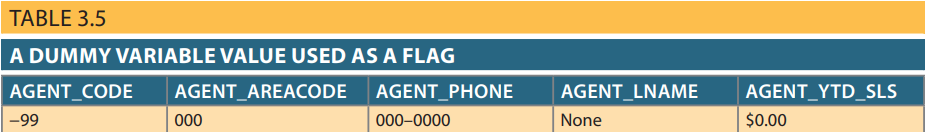 TABLE 3.5
A DUMMY VARIABLE VALUE USED AS A FLAG
AGENT_CODE AGENT_AREACODE AGENT_PHONE AGENT_LNAME AGENT_YTD_SLS
–99 000 000–0000 None $0.00